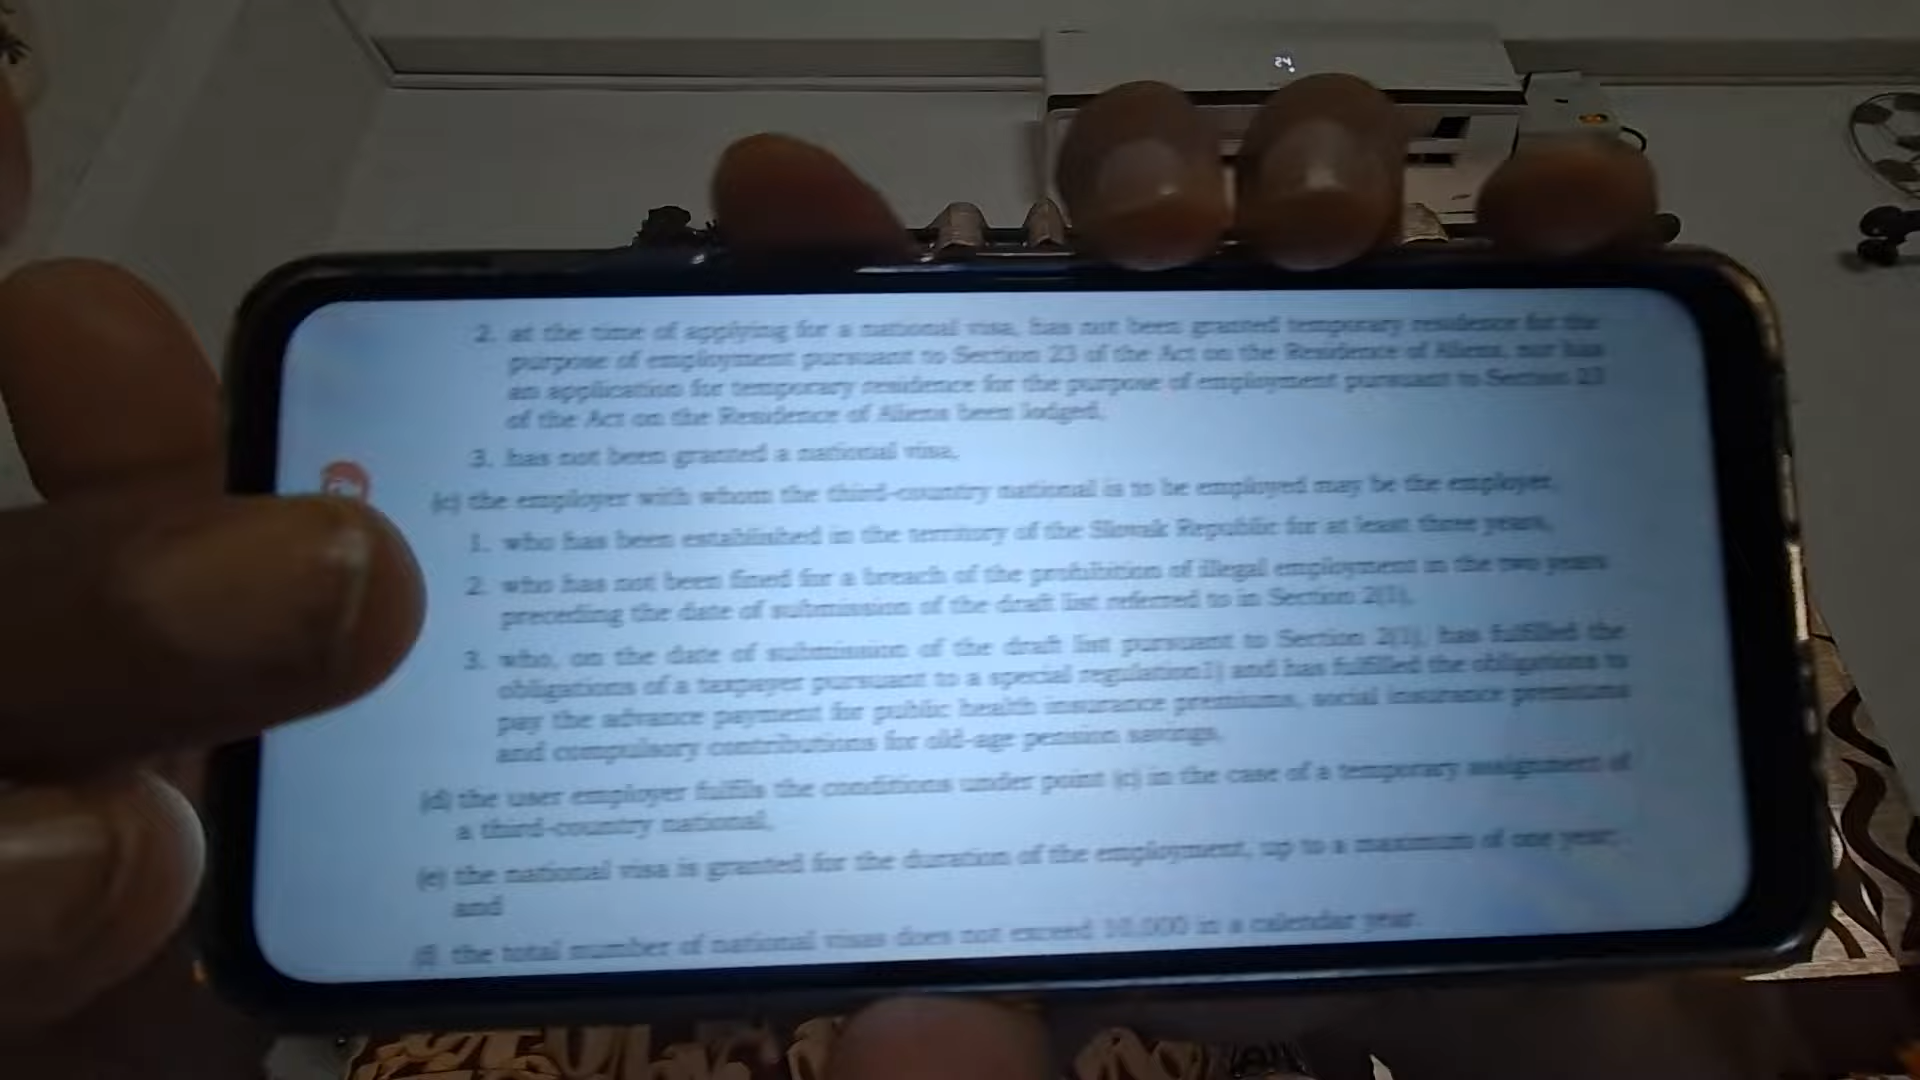 24
2. at the time of applying for a national visa, has not been granted temporary residence for the
purpose of employment pursuant to Section 23 of the Act on the Residence of Aliens, nor has
an application for temporary residence for the purpose of employment pursuant to Section 23
of the Act on the Residence of Aliens been lodged,
3. has not been granted a national visa,
(c) the employer with whom the third-country national is to be employed may be the employer,
1. who has been established in the territory of the Slovak Republic for at least three years,
2. who has not been fined for a breach of the prohibition of illegal employment in the two years
preceding the date of submission of the draft list referred to in Section 2(1),
3. who, on the date of submission of the draft list pursuant to Section 2(1), has fulfilled the
obligations of a taxpayer pursuant to a special regulation1) and has fulfilled the obligations to
pay the advance payment for public health insurance premiums, social insurance premiums
and compulsory contributions for old-age pension savings,
(d) the user employer fulfils the conditions under point (c) in the case of a temporary assignment of
a third-country national,
(e) the national visa is granted for the duration of the employment, up to a maximum of one year;
and
(f) the total number of national visas does not exceed 10,000 in a calendar year.